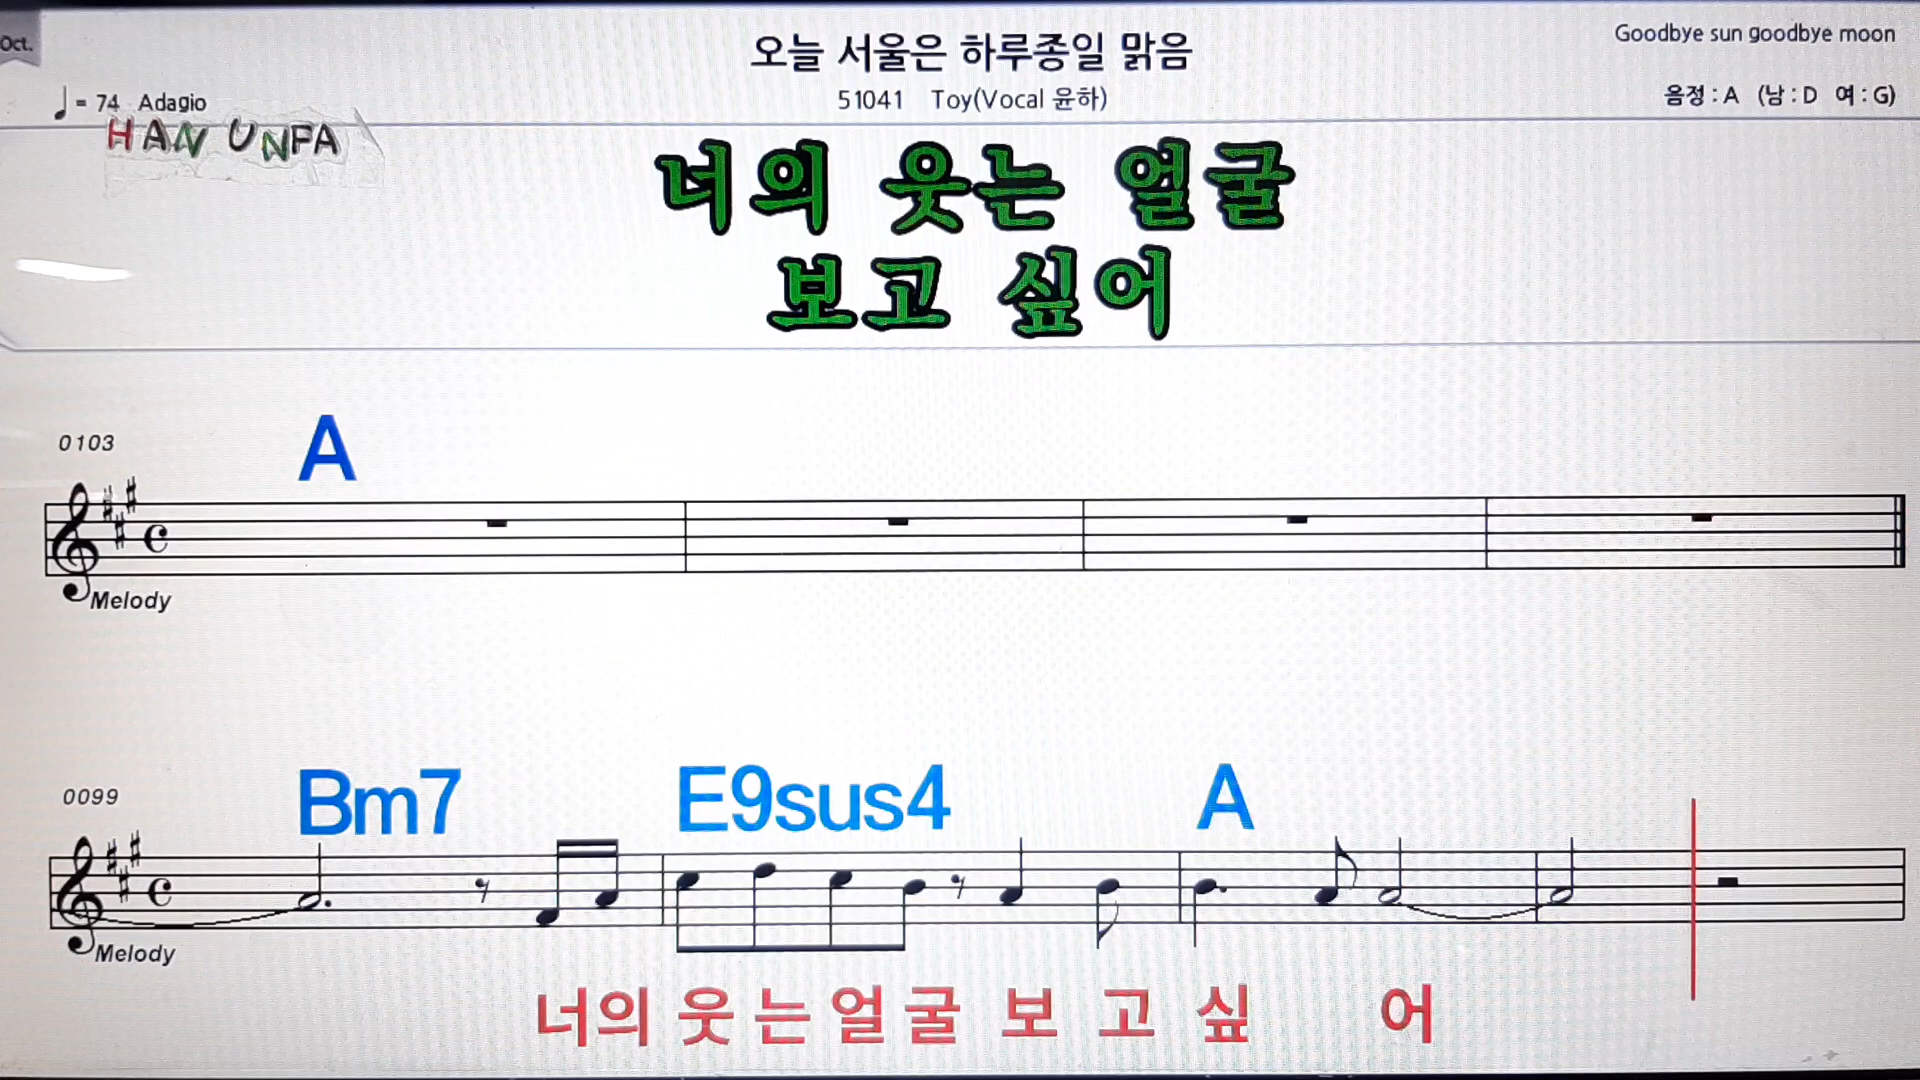 Oct.
오늘 서울은 하루종일 맑음
Goodbye sun goodbye moon
= 74 Adagio
51041 Toy(Vocal 윤하)
음정 : A (남 : D 여 : G)
HAN UNFA
너의 웃는 얼굴
보고 싶어
0103
A
Melody
0099
Bm7 E9sus4 A
Melody
너의 웃는얼굴 보고싶 어